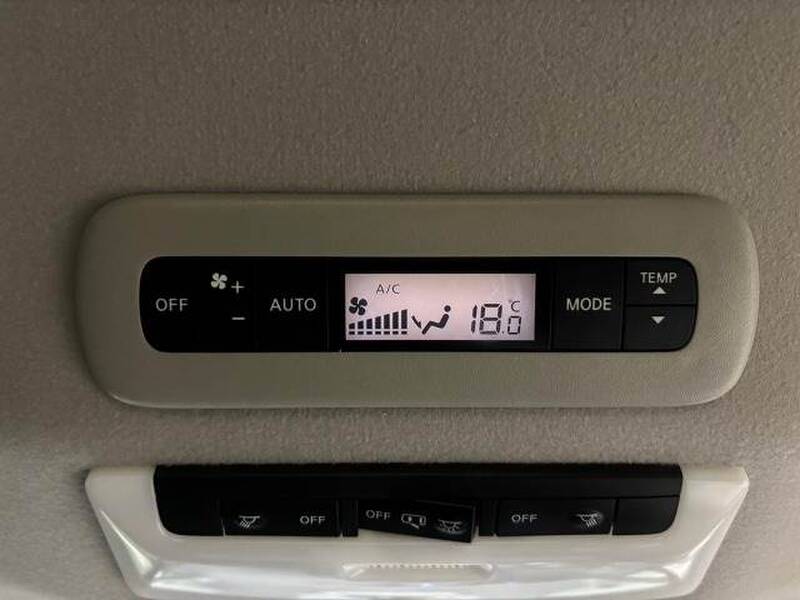 OFF + − AUTO A/C 18.0 °C MODE TEMP
OFF OFF OFF